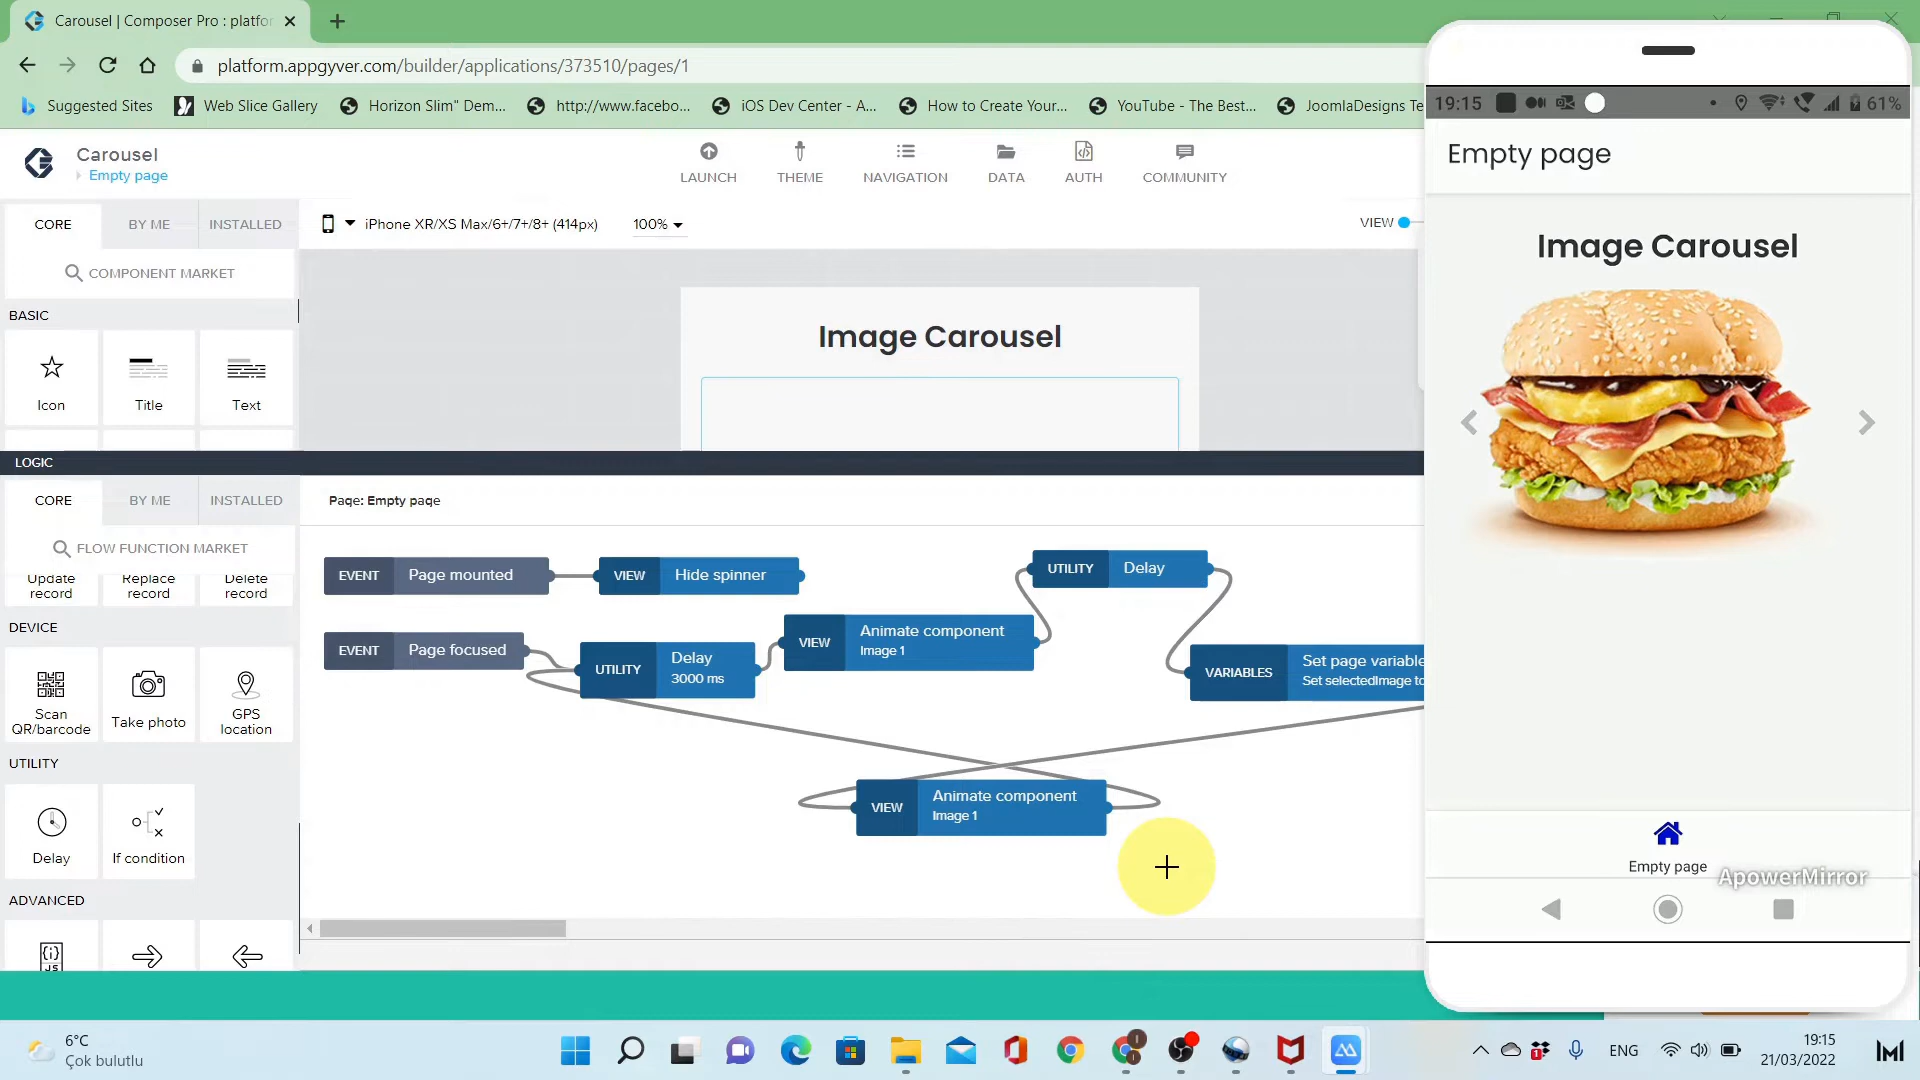 Carousel | Composer Pro : platfor
platform.appgyver.com/builder/applications/373510/pages/1
Suggested Sites
Web Slice Gallery
Horizon Slim" Dem...
http://www.facebo...
iOS Dev Center - A...
How to Create Your...
YouTube - The Best...
JoomlaDesigns Te
Carousel
Empty page
LAUNCH
THEME
NAVIGATION
DATA
AUTH
COMMUNITY
CORE
BY ME
INSTALLED
iPhone XR/XS Max/6+/7+/8+ (414px)
100%
VIEW
COMPONENT MARKET
BASIC
Icon
Title
Text
Image Carousel
LOGIC
CORE
BY ME
INSTALLED
Page: Empty page
FLOW FUNCTION MARKET
Update record
Replace record
Delete record
DEVICE
Scan QR/barcode
Take photo
GPS location
UTILITY
Delay
If condition
ADVANCED
JS
EVENT
Page mounted
VIEW
Hide spinner
EVENT
Page focused
UTILITY
Delay
3000 ms
VIEW
Animate component
Image 1
UTILITY
Delay
VARIABLES
Set page variable
Set selectedImage to
VIEW
Animate component
Image 1
19:15
61%
Empty page
Image Carousel
Empty page
ApowerMirror
6°C
Çok bulutlu
ENG
19:15
21/03/2022